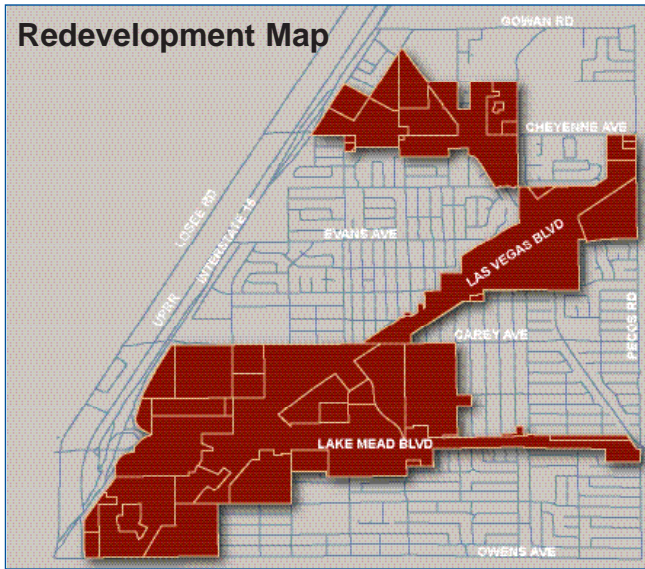 Redevelopment Map
GOWAN RD
CHEYENNE AVE
LOSEE RD
INTERSTATE 15
UPRR
EVANS AVE
LAS VEGAS BLVD
CAREY AVE
PECOS RD
LAKE MEAD BLVD
OWENS AVE